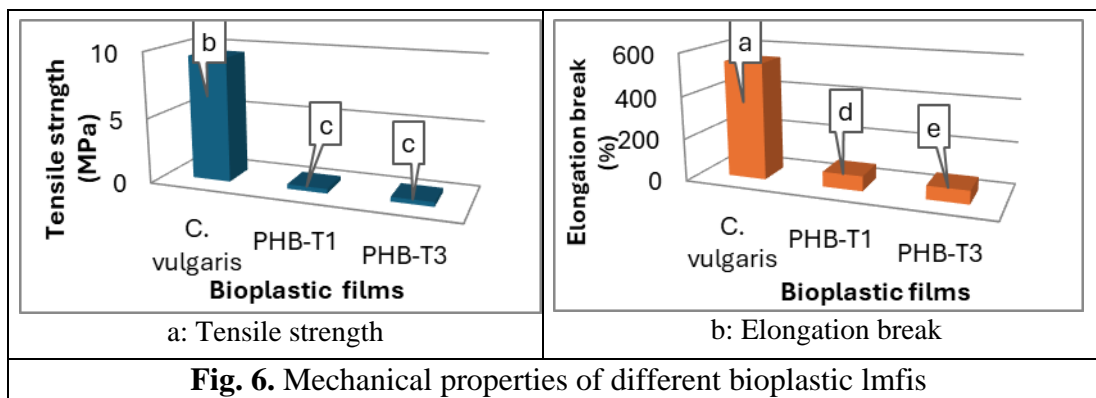 10
5
0
Tensile strngth
(MPa)
b
c
c
C.
vulgaris
PHB-T1
PHB-T3
Bioplastic films
a: Tensile strength
600
400
200
0
Elongation break
(%)
a
d
e
C.
vulgaris
PHB-T1
PHB-T3
Bioplastic films
b: Elongation break
Fig. 6. Mechanical properties of different bioplastic lmfis